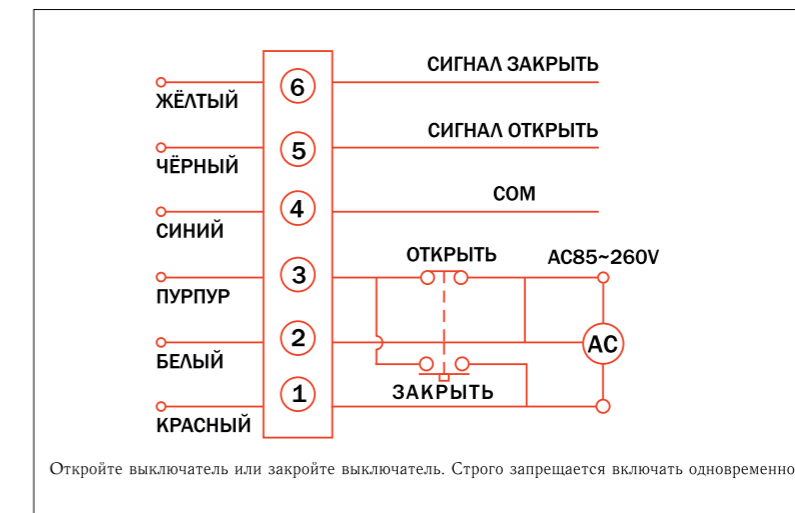 СИГНАЛ ЗАКРЫТЬ
6
ЖЁЛТЫЙ
СИГНАЛ ОТКРЫТЬ
5
ЧЁРНЫЙ
COM
4
СИНИЙ
ОТКРЫТЬ
AC85~260V
3
ПУРПУР
2
AC
БЕЛЫЙ
1
ЗАКРЫТЬ
КРАСНЫЙ
Откройте выключатель или закройте выключатель. Строго запрещается включать одновременно